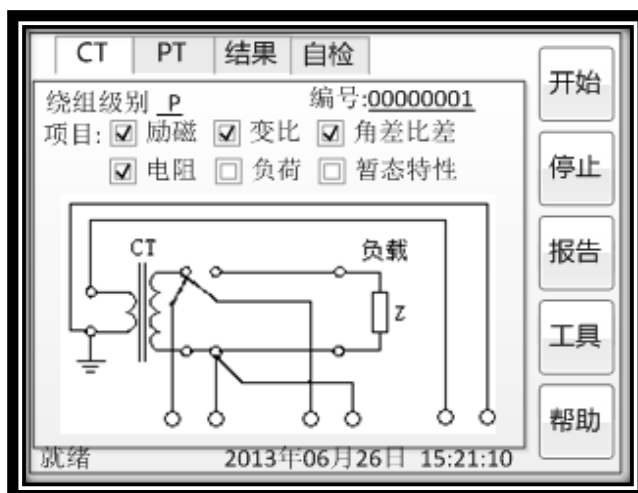 CT PT 结果 自检
绕组级别 P 编号:00000001
项目: 励磁 变比 角差比差
电阻 负荷 暂态特性
CT 负载
Z
就绪 2013年06月26日 15:21:10
开始
停止
报告
工具
帮助